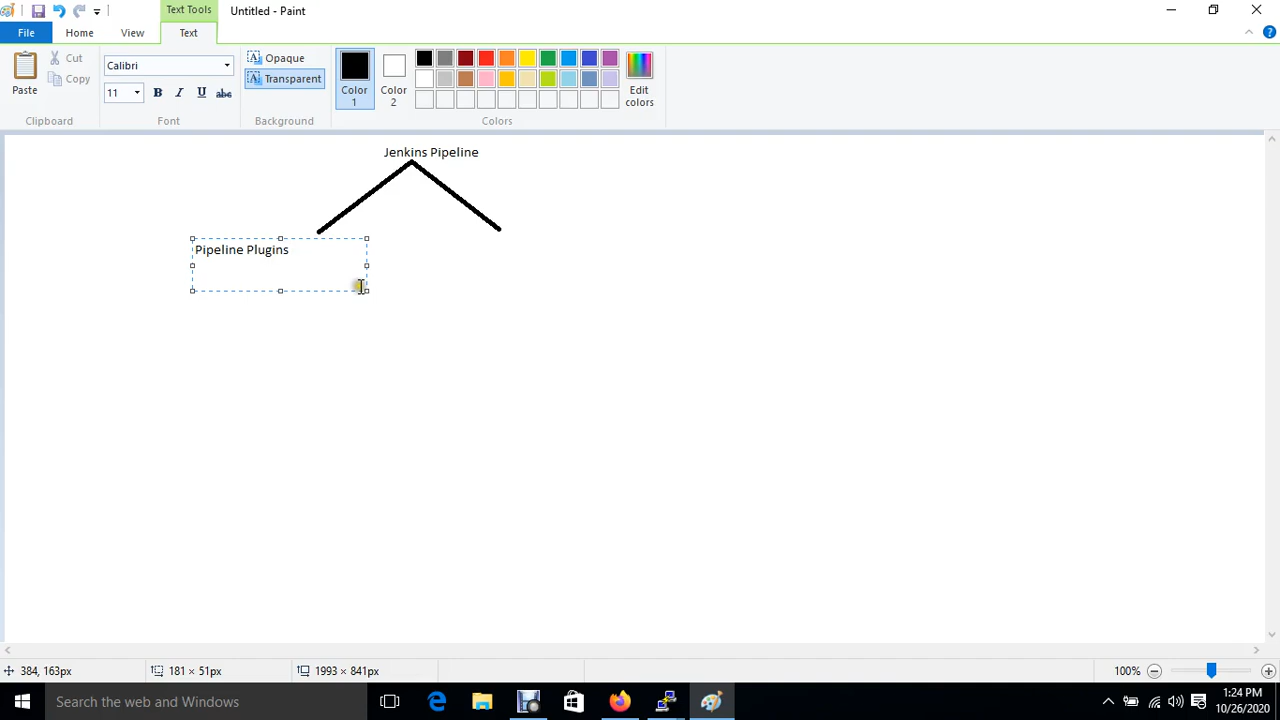 Text Tools
Untitled - Paint
File
Home
View
Text
Paste
Cut
Copy
Clipboard
Calibri
11
B
I
U
abc
Font
A
Opaque
A
Transparent
Background
Color
1
Color
2
Edit
colors
Colors
Jenkins Pipeline
Pipeline Plugins
384, 163px
181 × 51px
1993 × 841px
100%
Search the web and Windows
1:24 PM
10/26/2020